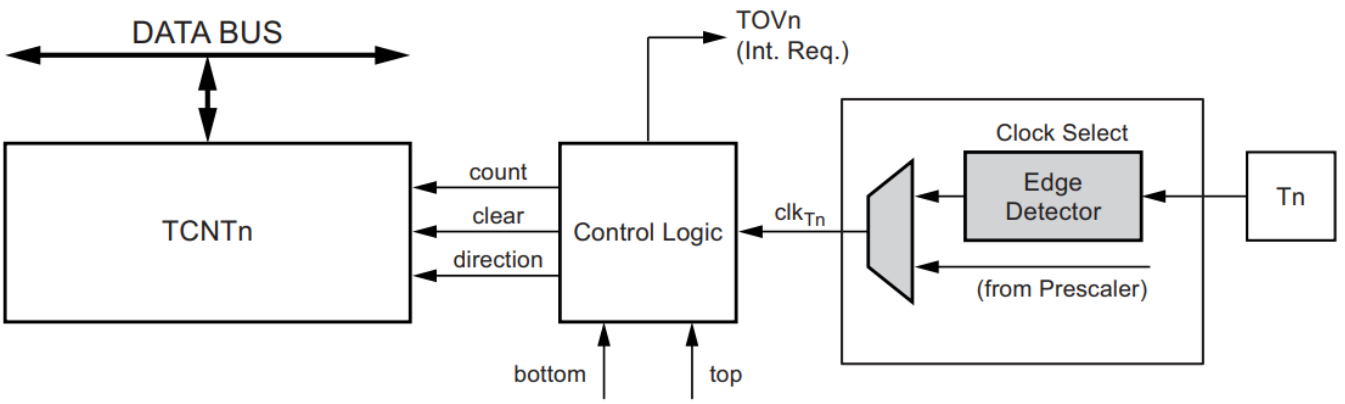 DATA BUS
TOVn
(Int. Req.)
Clock Select
TCNTn
count
clear
direction
Control Logic
clkTn
Edge
Detector
Tn
(from Prescaler)
bottom
top